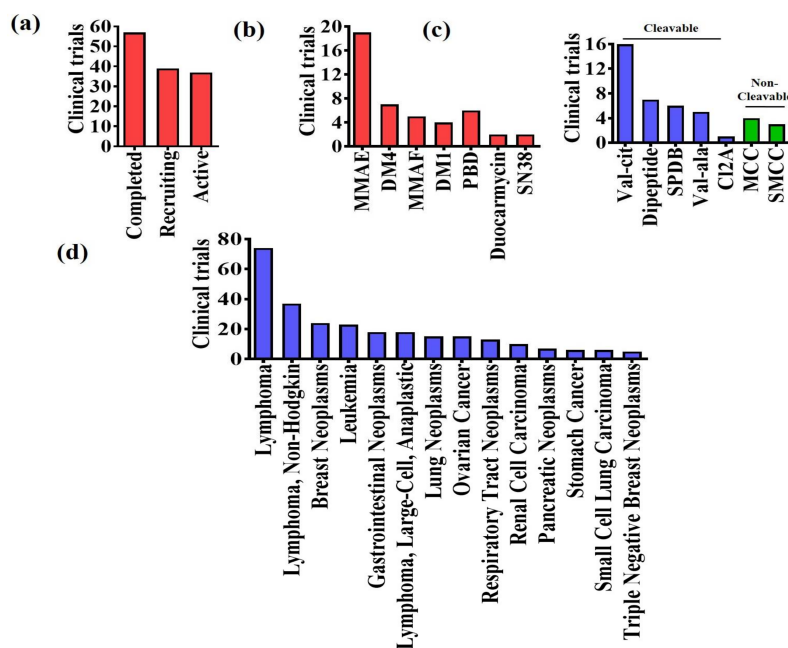 (a)
Clinical trials
60
50
40
30
20
10
0
Completed
Recruiting
Active
(b)
Clinical trials
20
16
12
8
4
0
MMAE
DM4
MMAF
DM1
PBD
Duocarmycin
SN38
(c)
Clinical trials
16
12
8
4
0
Cleavable
Non-
Cleavable
Val-cit
Dipeptide
SPDB
Val-ala
Cl2A
MCC
SMCC
(d)
Clinical trials
80
60
40
20
0
Lymphoma
Lymphoma, Non-Hodgkin
Breast Neoplasms
Leukemia
Gastrointestinal Neoplasms
Lymphoma, Large-Cell, Anaplastic
Lung Neoplasms
Ovarian Cancer
Respiratory Tract Neoplasms
Renal Cell Carcinoma
Pancreatic Neoplasms
Stomach Cancer
Small Cell Lung Carcinoma
Triple Negative Breast Neoplasms